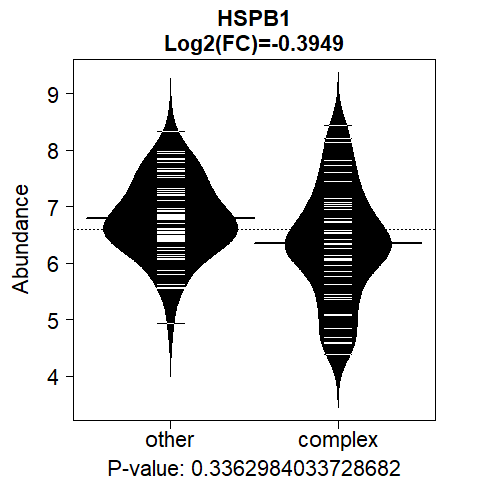 HSPB1
Log2(FC)=-0.3949
9
8
7
6
5
4
Abundance
other complex
P-value: 0.3362984033728682